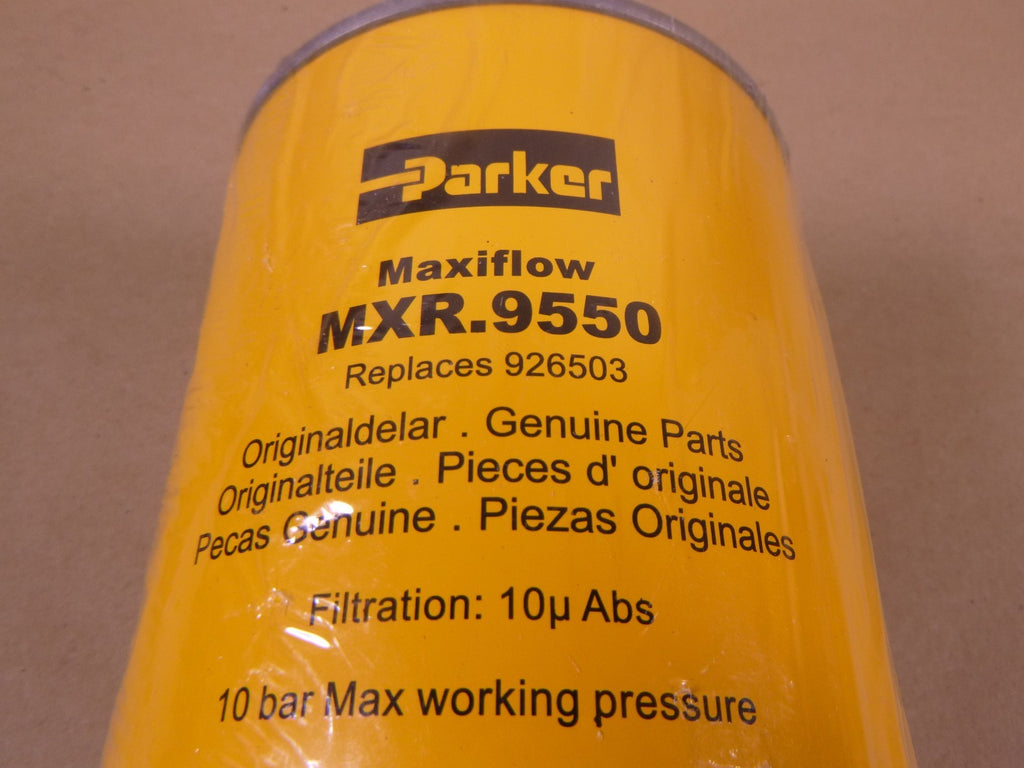 Parker
Maxiflow
MXR.9550
Replaces 926503
Originaldelar . Genuine Parts
Originalteile . Pieces d' originale
Pecas Genuine . Piezas Originales
Filtration: 10µ Abs
10 bar Max working pressure